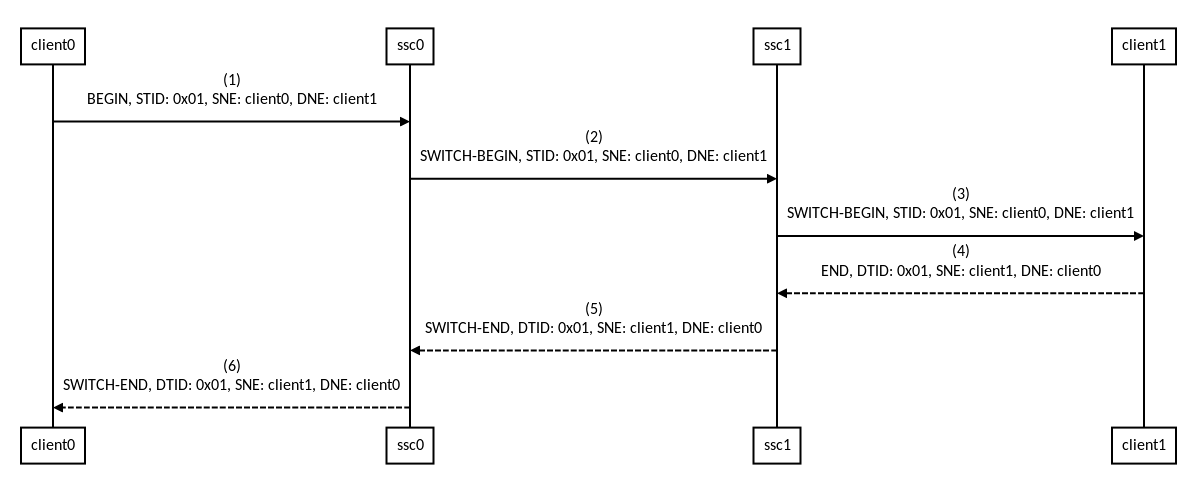 client0
ssc0
ssc1
client1
(1)
BEGIN, STID: 0x01, SNE: client0, DNE: client1
(2)
SWITCH-BEGIN, STID: 0x01, SNE: client0, DNE: client1
(3)
SWITCH-BEGIN, STID: 0x01, SNE: client0, DNE: client1
(4)
END, DTID: 0x01, SNE: client1, DNE: client0
(5)
SWITCH-END, DTID: 0x01, SNE: client1, DNE: client0
(6)
SWITCH-END, DTID: 0x01, SNE: client1, DNE: client0
client0
ssc0
ssc1
client1